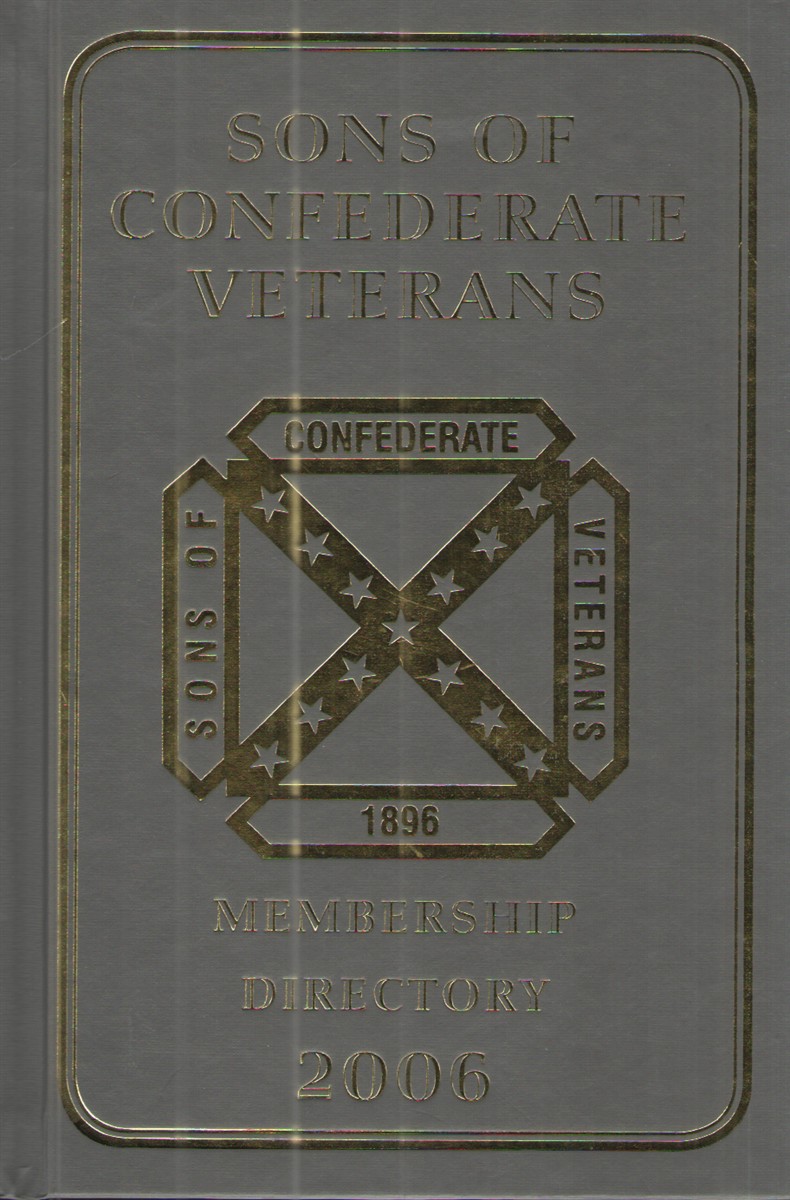 SONS OF
CONFEDERATE
VETERANS
CONFEDERATE
SONS OF
VETERANS
1896
MEMBERSHIP
DIRECTORY
2006